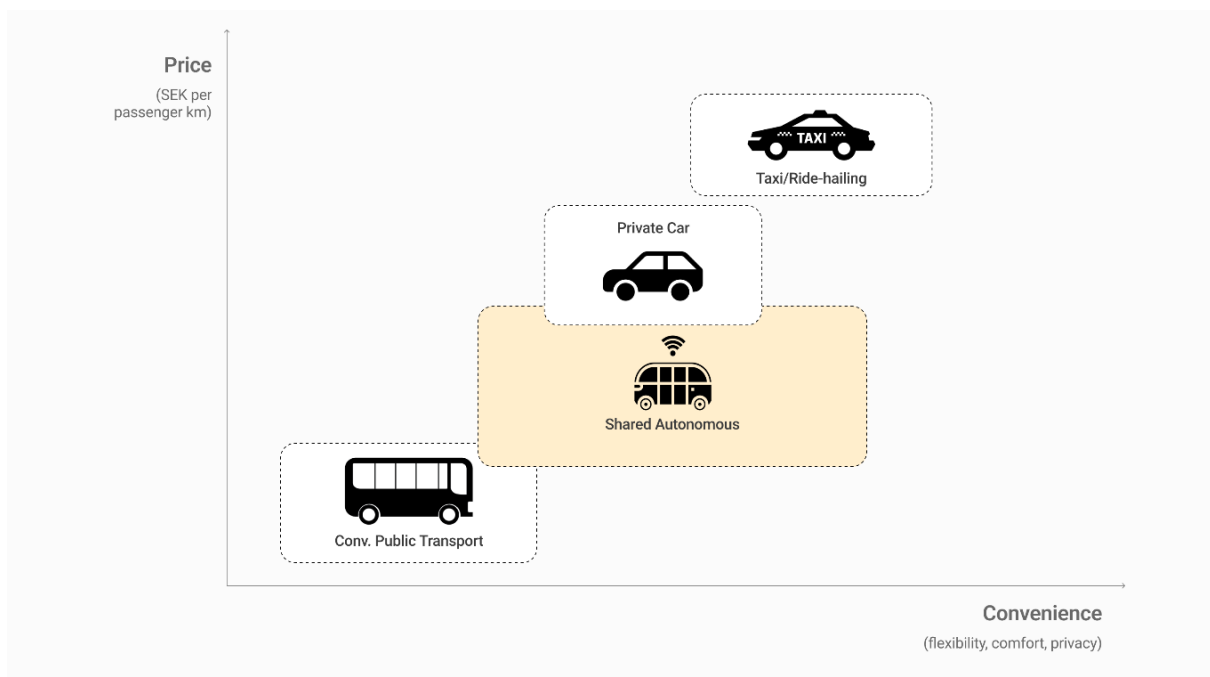 Price
(SEK per
passenger km)
TAXI
Taxi/Ride-hailing
Private Car
Shared Autonomous
Conv. Public Transport
Convenience
(flexibility, comfort, privacy)